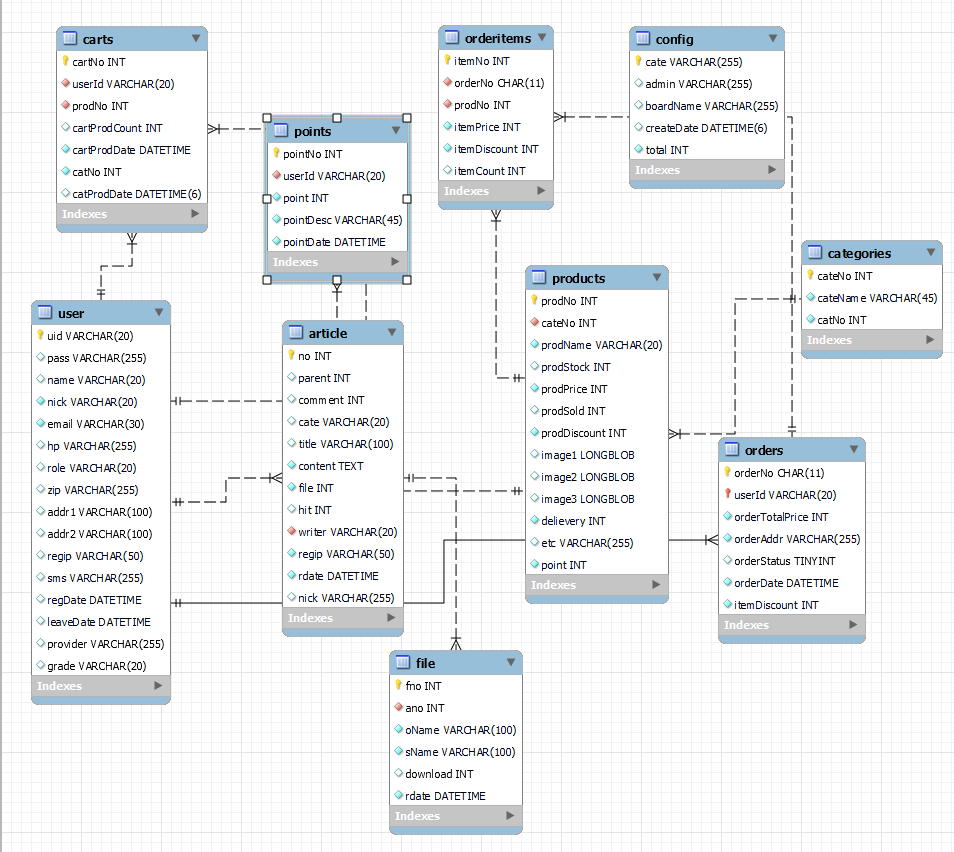 carts
cartNo INT
userId VARCHAR(20)
prodNo INT
cartProdCount INT
cartProdDate DATETIME
catNo INT
catProdDate DATETIME(6)
Indexes
points
pointNo INT
userId VARCHAR(20)
point INT
pointDesc VARCHAR(45)
pointDate DATETIME
Indexes
orderitems
itemNo INT
orderNo CHAR(11)
prodNo INT
itemPrice INT
itemDiscount INT
itemCount INT
Indexes
config
cate VARCHAR(255)
admin VARCHAR(255)
boardName VARCHAR(255)
createDate DATETIME(6)
total INT
Indexes
categories
cateNo INT
cateName VARCHAR(45)
catNo INT
Indexes
user
uid VARCHAR(20)
pass VARCHAR(255)
name VARCHAR(20)
nick VARCHAR(20)
email VARCHAR(30)
hp VARCHAR(255)
role VARCHAR(20)
zip VARCHAR(255)
addr1 VARCHAR(100)
addr2 VARCHAR(100)
regip VARCHAR(50)
sms VARCHAR(255)
regDate DATETIME
leaveDate DATETIME
provider VARCHAR(255)
grade VARCHAR(20)
Indexes
article
no INT
parent INT
comment INT
cate VARCHAR(20)
title VARCHAR(100)
content TEXT
file INT
hit INT
writer VARCHAR(20)
regip VARCHAR(50)
rdate DATETIME
nick VARCHAR(255)
Indexes
products
prodNo INT
cateNo INT
prodName VARCHAR(20)
prodStock INT
prodPrice INT
prodSold INT
prodDiscount INT
image1 LONGBLOB
image2 LONGBLOB
image3 LONGBLOB
delievery INT
etc VARCHAR(255)
point INT
Indexes
orders
orderNo CHAR(11)
userId VARCHAR(20)
orderTotalPrice INT
orderAddr VARCHAR(255)
orderStatus TINYINT
orderDate DATETIME
itemDiscount INT
Indexes
file
fno INT
ano INT
oName VARCHAR(100)
sName VARCHAR(100)
download INT
rdate DATETIME
Indexes